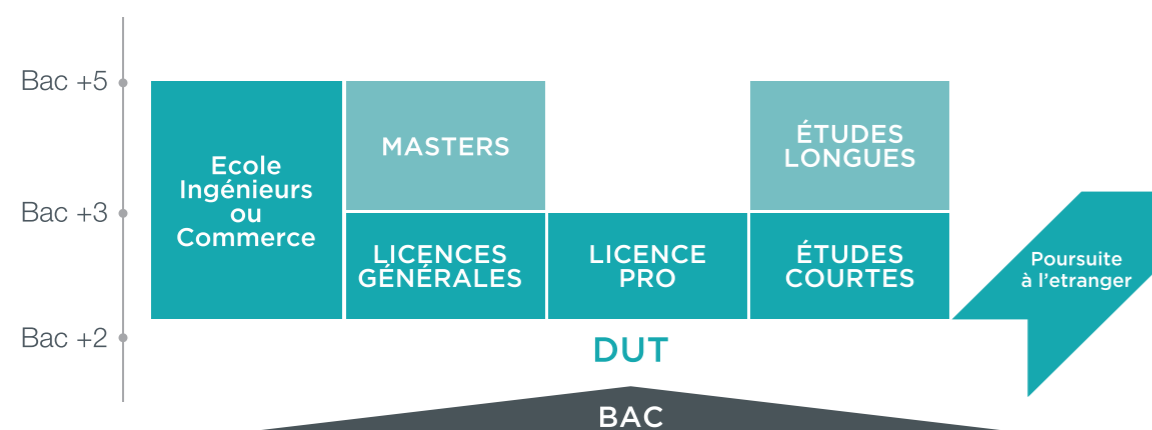 Bac +5
Bac +3
Bac +2
Ecole
Ingénieurs
ou
Commerce
MASTERS
LICENCES
GÉNÉRALES
LICENCE
PRO
ÉTUDES
LONGUES
ÉTUDES
COURTES
Poursuite
à l'etranger
DUT
BAC